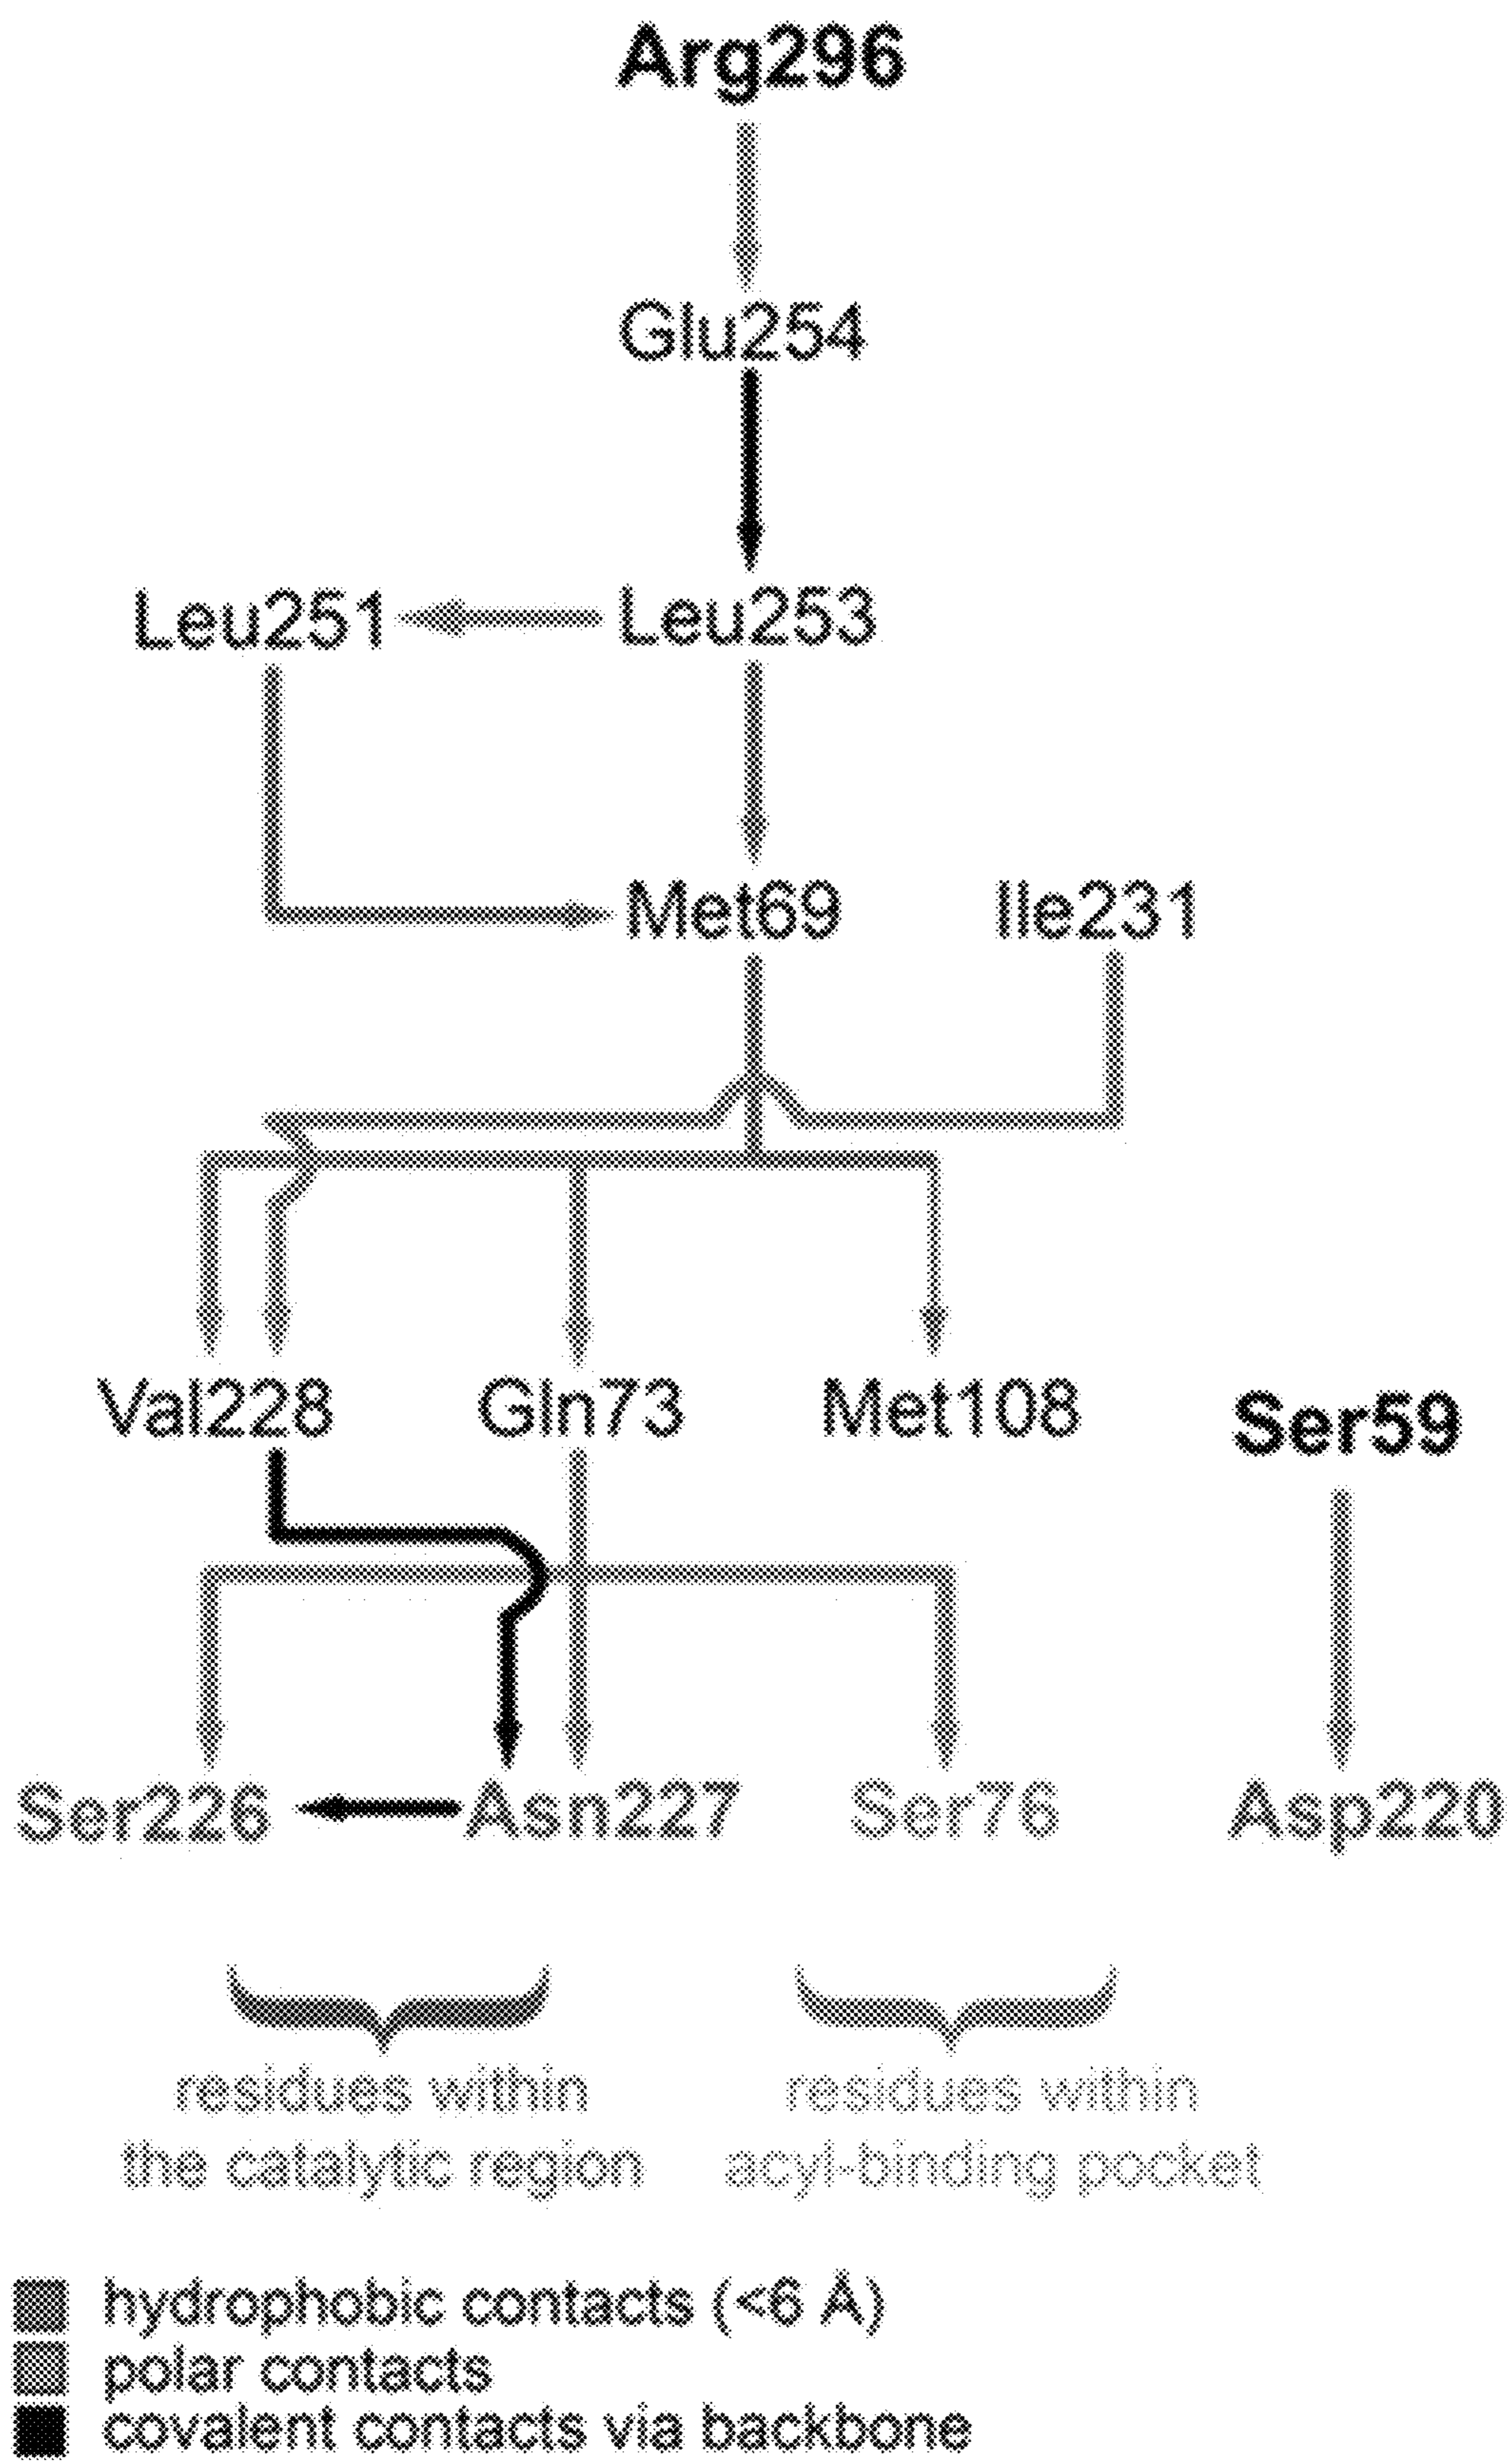 Arg296
Glu254
Leu251 Leu253
Met69 Ile231
Val228 Gln73 Met108 Ser59
Ser226 Asn227 Ser76 Asp220
residues within
the catalytic region
residues within
acyl-binding pocket
hydrophobic contacts (<6 Å)
polar contacts
covalent contacts via backbone